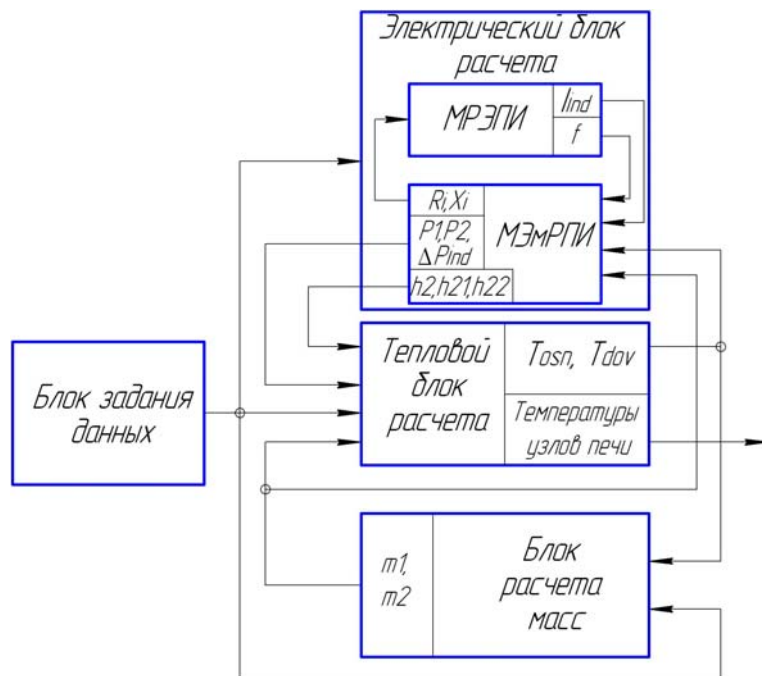 Электрический блок
расчета
МРЭПИ
Iind
f
Ri,Xi
P1,P2,
ΔPind
МЭмРПИ
h2,h21,h22
Блок задания
данных
Тепловой
блок
расчета
Tosn, Tdov
Температуры
узлов печи
m1,
m2
Блок
расчета
масс